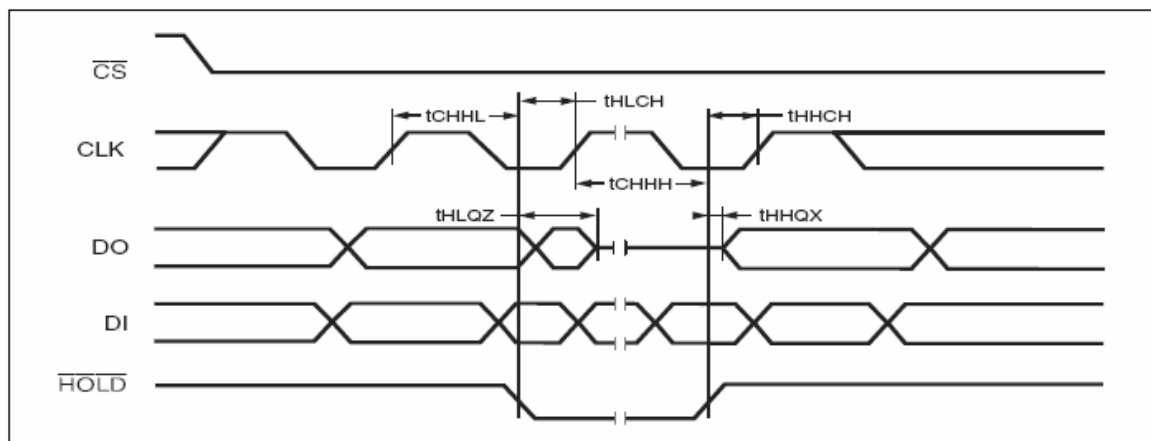 CS
tHLCH
tCHHL
tHHCH
CLK
tCHHH
tHLQZ
tHHQX
DO
DI
HOLD